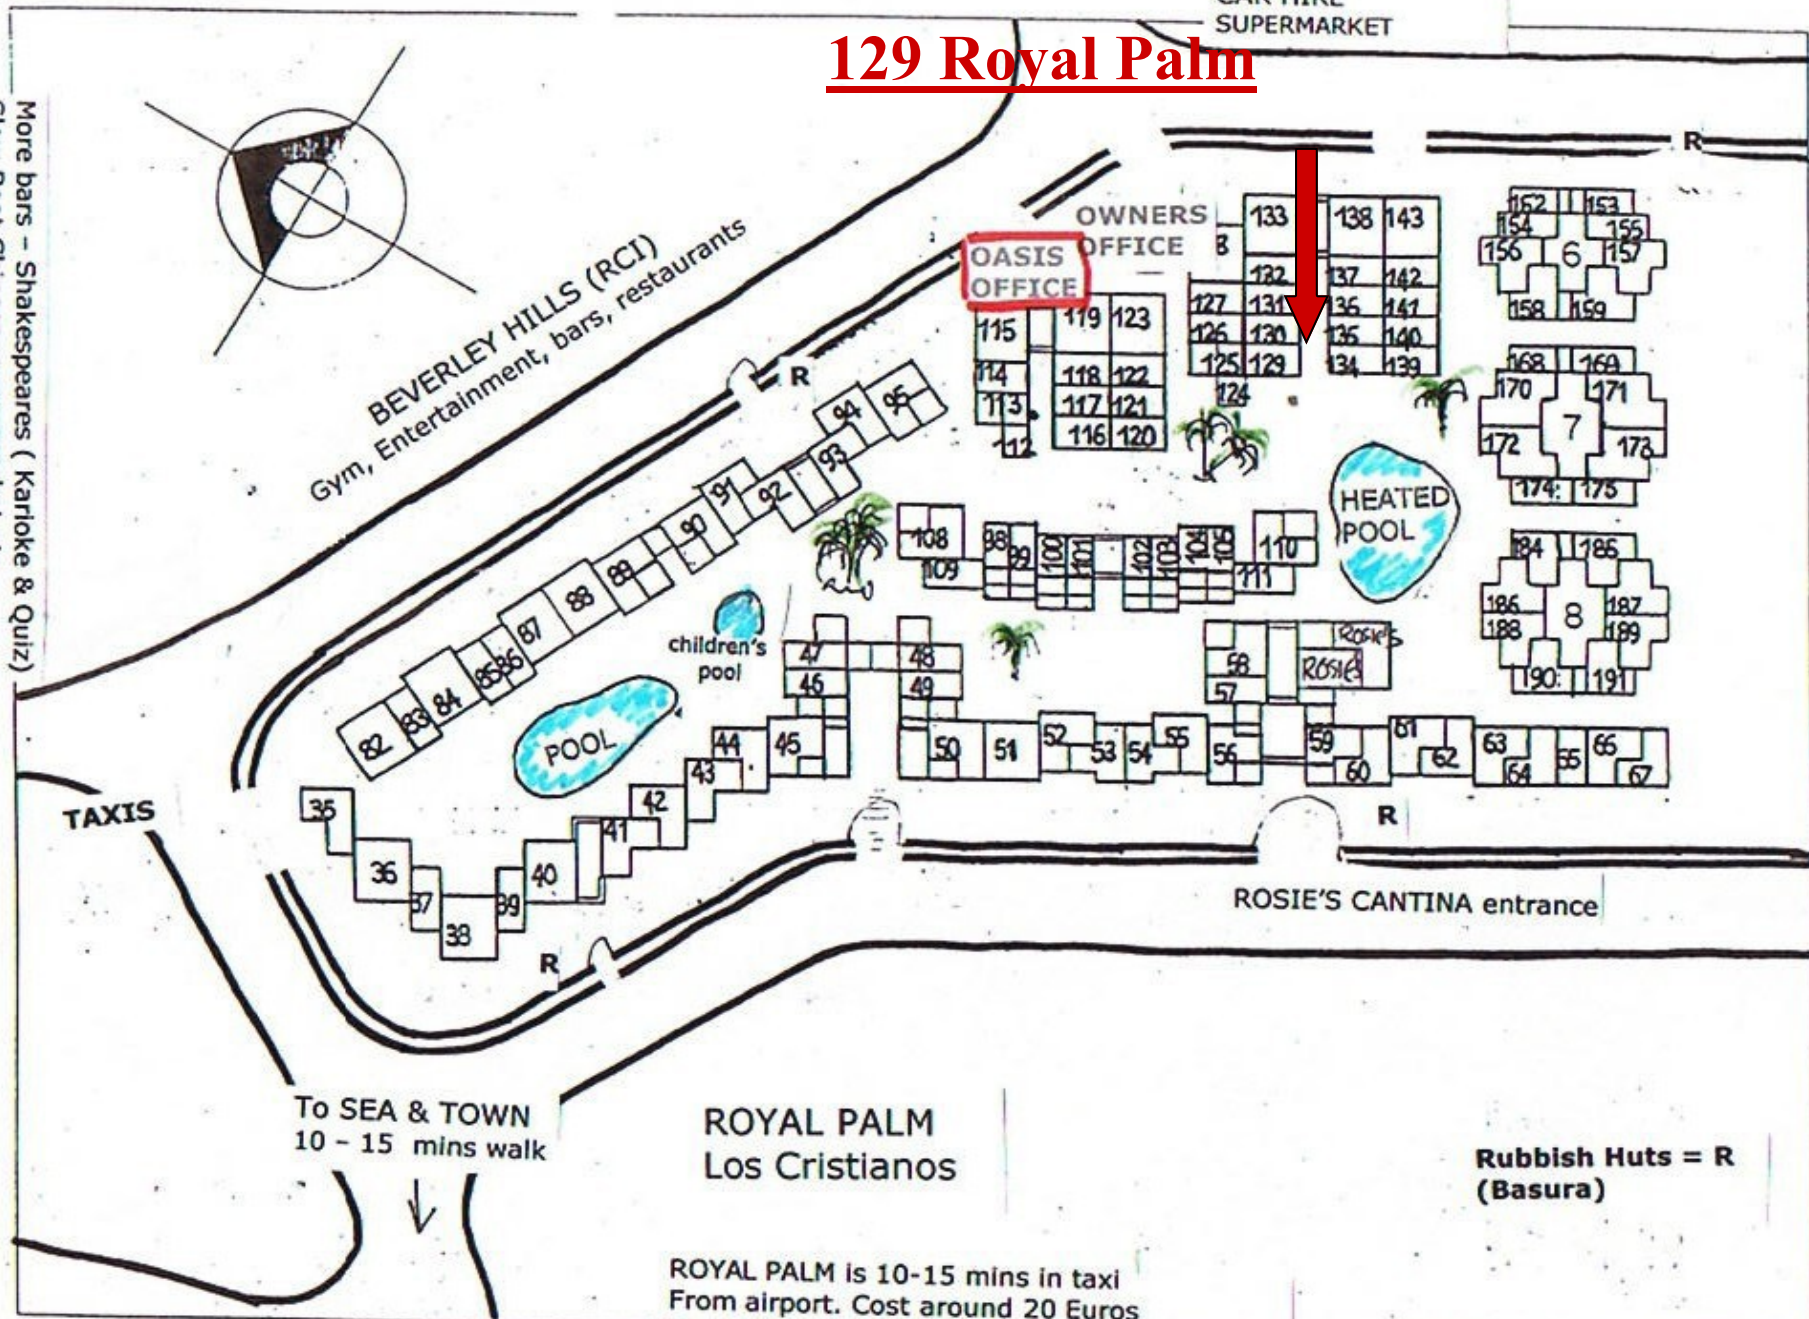 SUPERMARKET
129 Royal Palm
R
More bars – Shakespeares ( Karioke & Quiz)
BEVERLEY HILLS (RCI)
Gym, Entertainment, bars, restaurants
OWNERS
OFFICE
OASIS
OFFICE
133
138 143
132 137 142
127 131 136 141
126 130 135 140
125 129 134 139
124
115
119 123
114
118 122
113
117 121
112
116 120
152 153
154 155
156 6 157
158 159
168 169
170 171
7
172 173
174 175
184 185
186 187
8
188 189
190 191
R
94 95
93
92
91
90
89
88
87
86
85
84
83
82
108
109
98 99 100 101 102 103 104 105
110
111
HEATED
POOL
children's
pool
POOL
47 48
46 49
58
57
ROSIE'S
ROSIES
44 45
43
42
41
50 51 52 53 54 55 56
59 60 61 62 63 64 65 66 67
35
36
37
38
39
40
TAXIS
R
R
ROSIE'S CANTINA entrance
To SEA & TOWN
10 – 15 mins walk
ROYAL PALM
Los Cristianos
Rubbish Huts = R
(Basura)
ROYAL PALM is 10-15 mins in taxi
From airport. Cost around 20 Euros